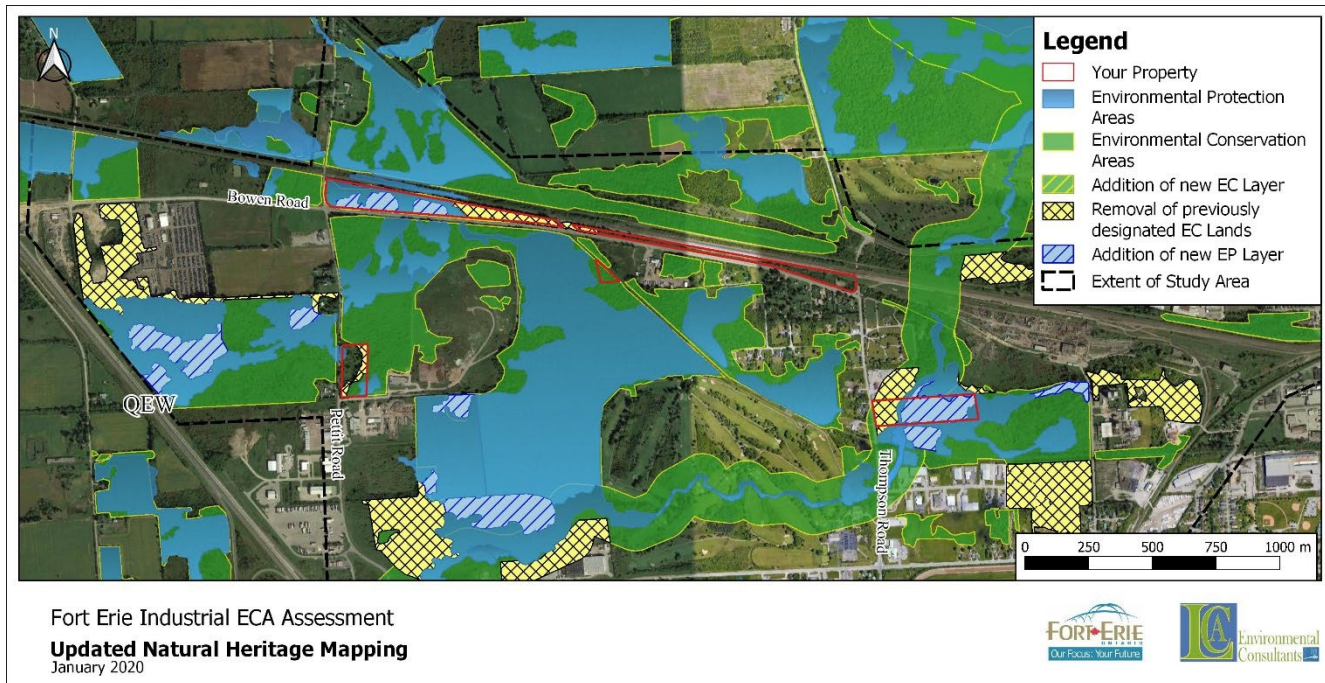 N
Bowen Road
QEW
Pettit Road
Thompson Road
Legend
Your Property
Environmental Protection
Areas
Environmental Conservation
Areas
Addition of new EC Layer
Removal of previously
designated EC Lands
Addition of new EP Layer
Extent of Study Area
0 250 500 750 1000 m
Fort Erie Industrial ECA Assessment
Updated Natural Heritage Mapping
January 2020
FORT ERIE
ONTARIO
Our Focus: Your Future
LCA
Environmental
Consultants